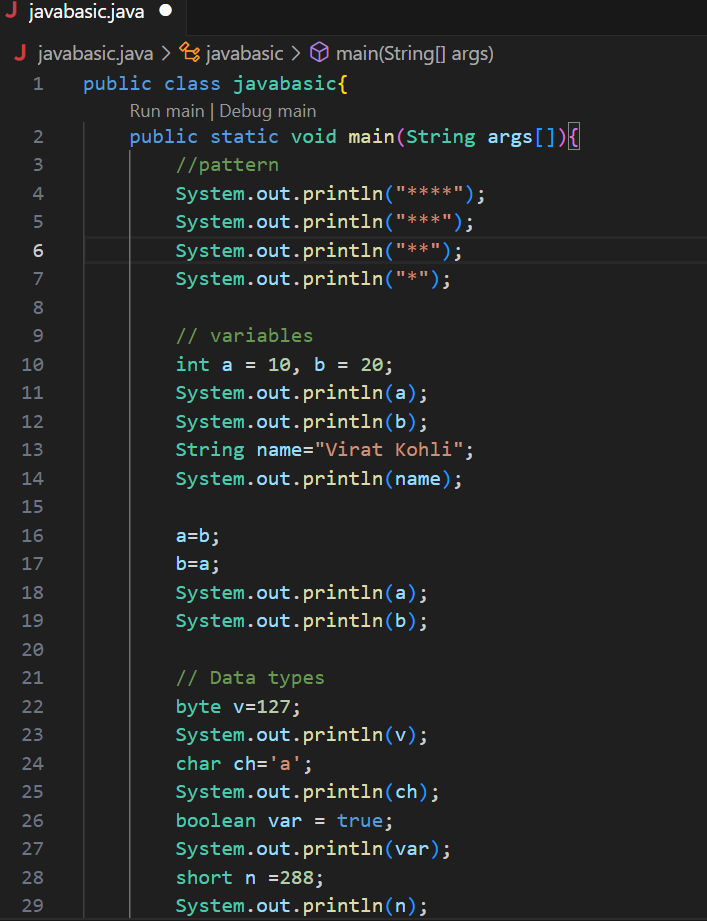 J javabasic.java ●
J javabasic.java > javabasic > main(String[] args)
1 public class javabasic{
Run main | Debug main
2 public static void main(String args[]){
3 //pattern
4 System.out.println("****");
5 System.out.println("***");
6 System.out.println("**");
7 System.out.println("*");
8
9 // variables
10 int a = 10, b = 20;
11 System.out.println(a);
12 System.out.println(b);
13 String name="Virat Kohli";
14 System.out.println(name);
15
16 a=b;
17 b=a;
18 System.out.println(a);
19 System.out.println(b);
20
21 // Data types
22 byte v=127;
23 System.out.println(v);
24 char ch='a';
25 System.out.println(ch);
26 boolean var = true;
27 System.out.println(var);
28 short n =288;
29 System.out.println(n);